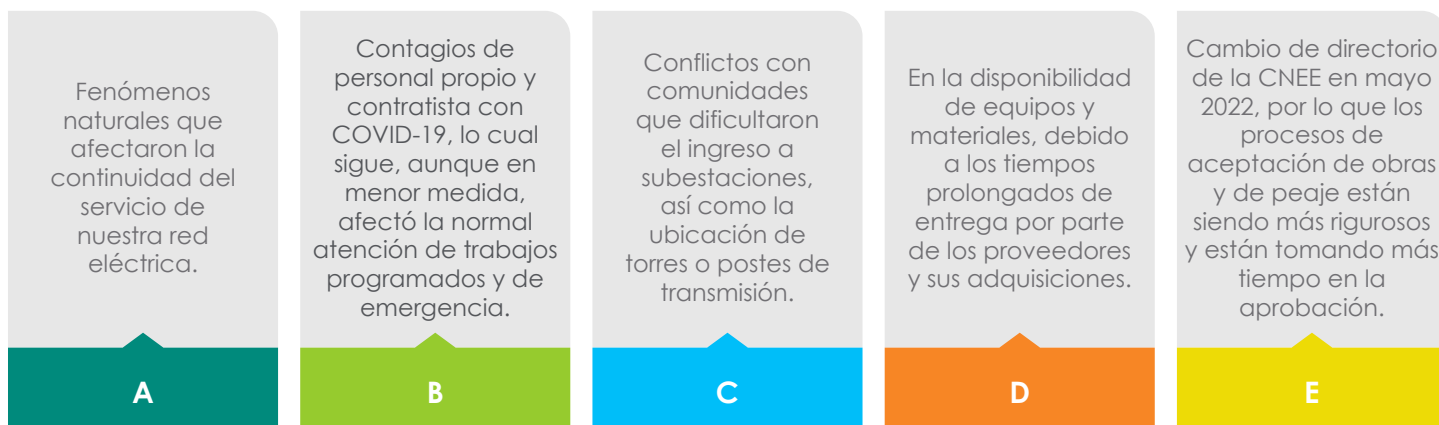 Fenómenos
naturales que
afectaron la
continuidad del
servicio de
nuestra red
eléctrica.
A
Contagios de
personal propio y
contratista con
COVID-19, lo cual
sigue, aunque en
menor medida,
afectó la normal
atención de trabajos
programados y de
emergencia.
B
Conflictos con
comunidades
que dificultaron
el ingreso a
subestaciones,
así como la
ubicación de
torres o postes de
transmisión.
C
En la disponibilidad
de equipos y
materiales, debido
a los tiempos
prolongados de
entrega por parte
de los proveedores
y sus adquisiciones.
D
Cambio de directorio
de la CNEE en mayo
2022, por lo que los
procesos de
aceptación de obras
y de peaje están
siendo más rigurosos
y están tomando más
tiempo en la
aprobación.
E